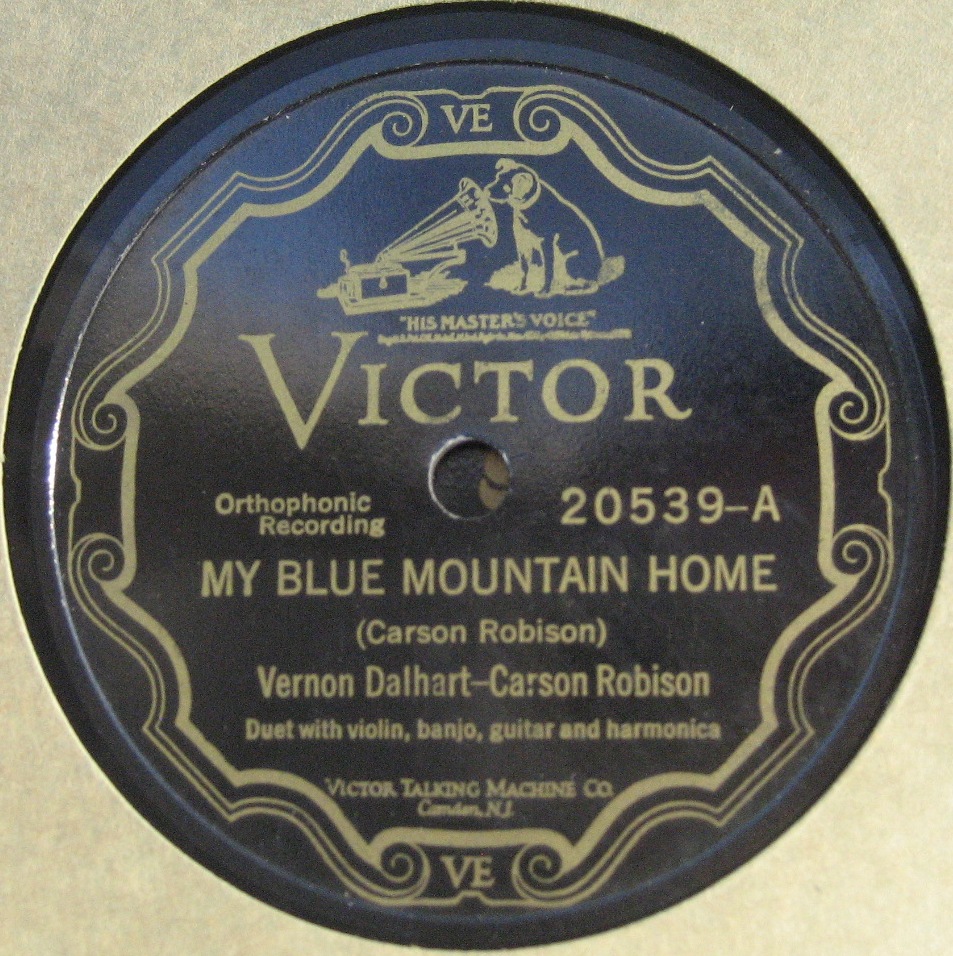 VE
"HIS MASTER'S VOICE"
VICTOR
Orthophonic
Recording
20539-A
MY BLUE MOUNTAIN HOME
(Carson Robison)
Vernon Dalhart-Carson Robison
Duet with violin, banjo, guitar and harmonica
VICTOR TALKING MACHINE CO.
Camden, N.J.
VE